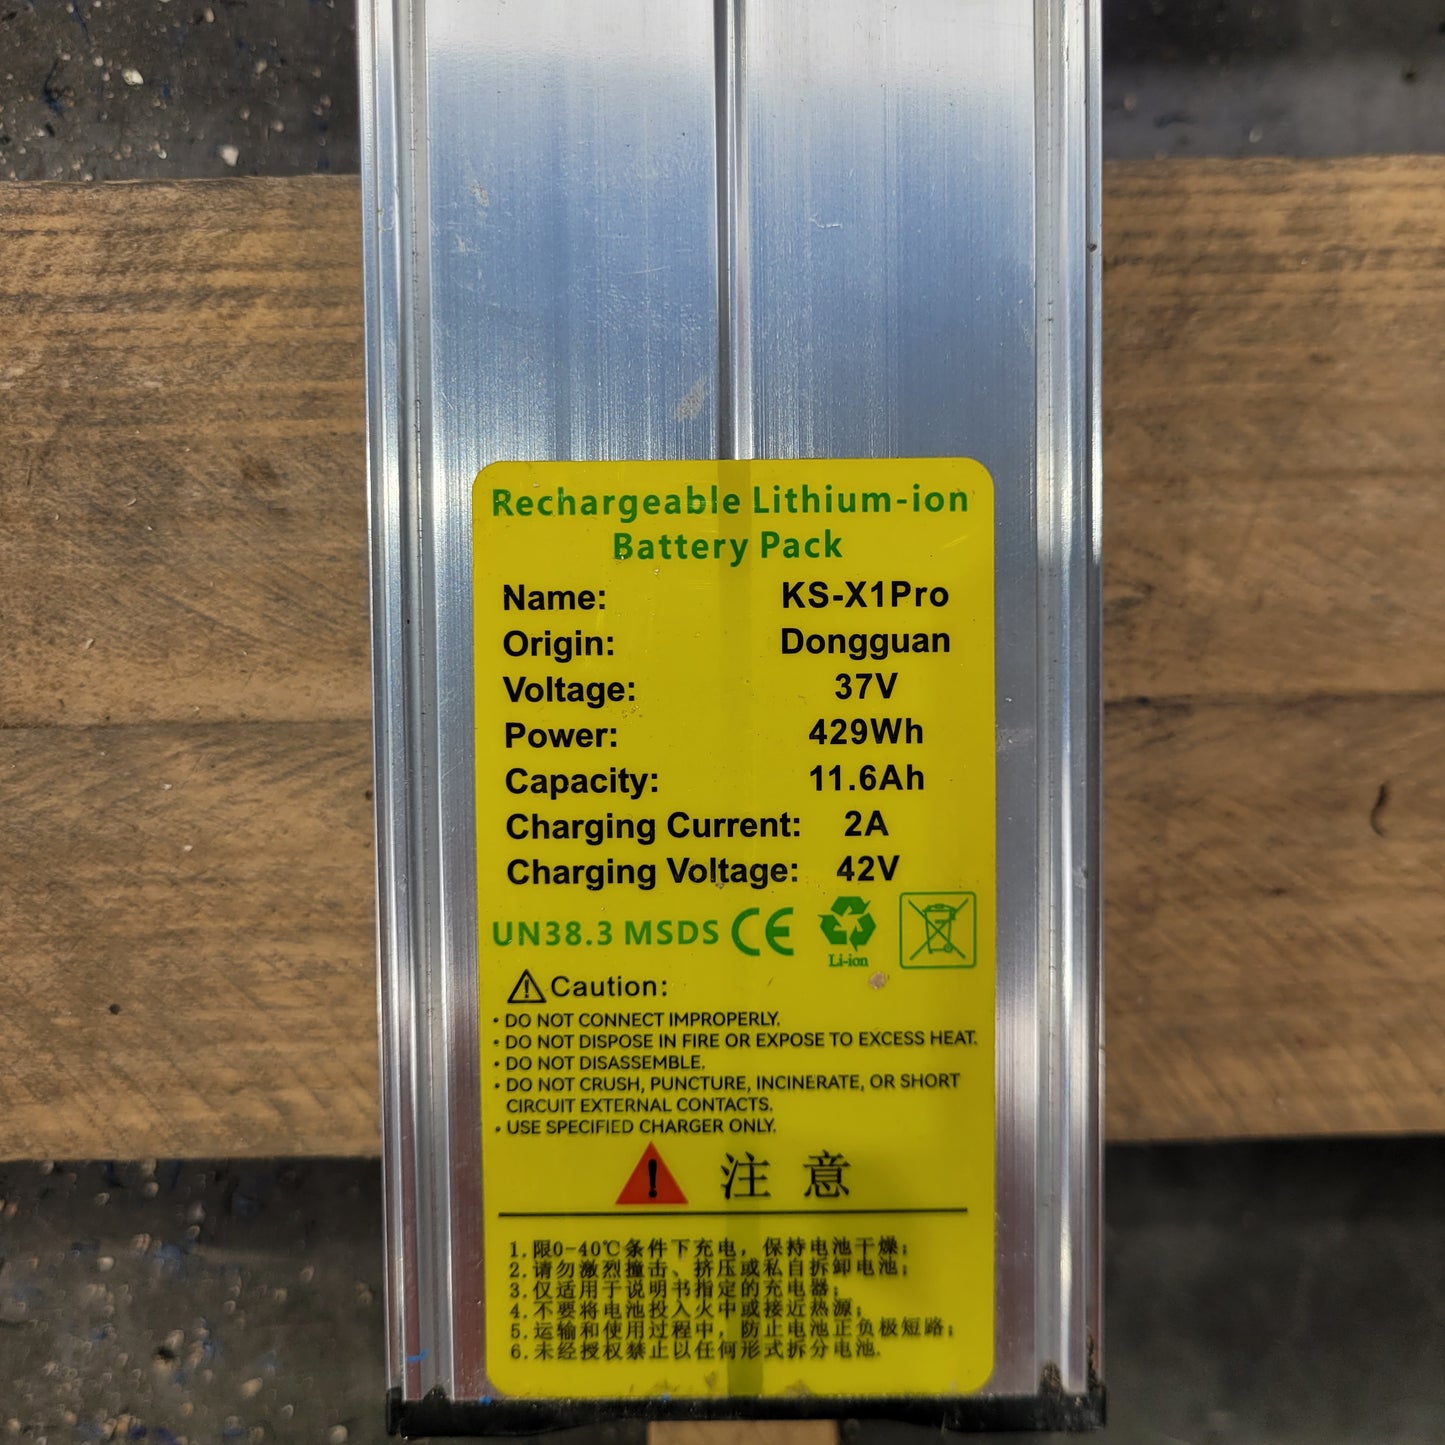 Rechargeable Lithium-ion
Battery Pack
Name: KS-X1Pro
Origin: Dongguan
Voltage: 37V
Power: 429Wh
Capacity: 11.6Ah
Charging Current: 2A
Charging Voltage: 42V
UN38.3 MSDS CE
Li-ion
Caution:
• DO NOT CONNECT IMPROPERLY.
• DO NOT DISPOSE IN FIRE OR EXPOSE TO EXCESS HEAT.
• DO NOT DISASSEMBLE.
• DO NOT CRUSH, PUNCTURE, INCINERATE, OR SHORT
CIRCUIT EXTERNAL CONTACTS.
• USE SPECIFIED CHARGER ONLY.
! 注 意
1.限0-40℃条件下充电，保持电池干燥；
2.请勿激烈撞击、挤压或私自拆卸电池；
3.仅适用于说明书指定的充电器；
4.不要将电池投入火中或接近热源；
5.运输和使用过程中，防止电池正负极短路；
6.未经授权禁止以任何形式拆分电池.